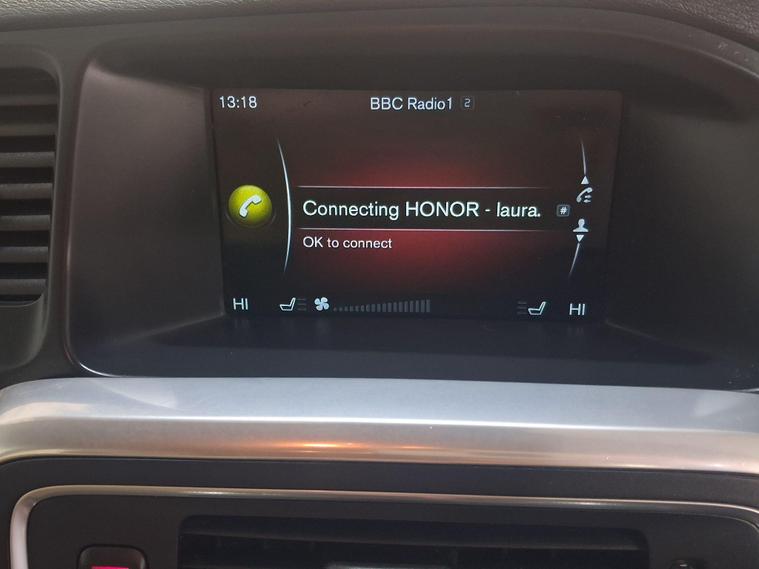 13:18
BBC Radio1 2
Connecting HONOR - laura. #
OK to connect
HI
HI